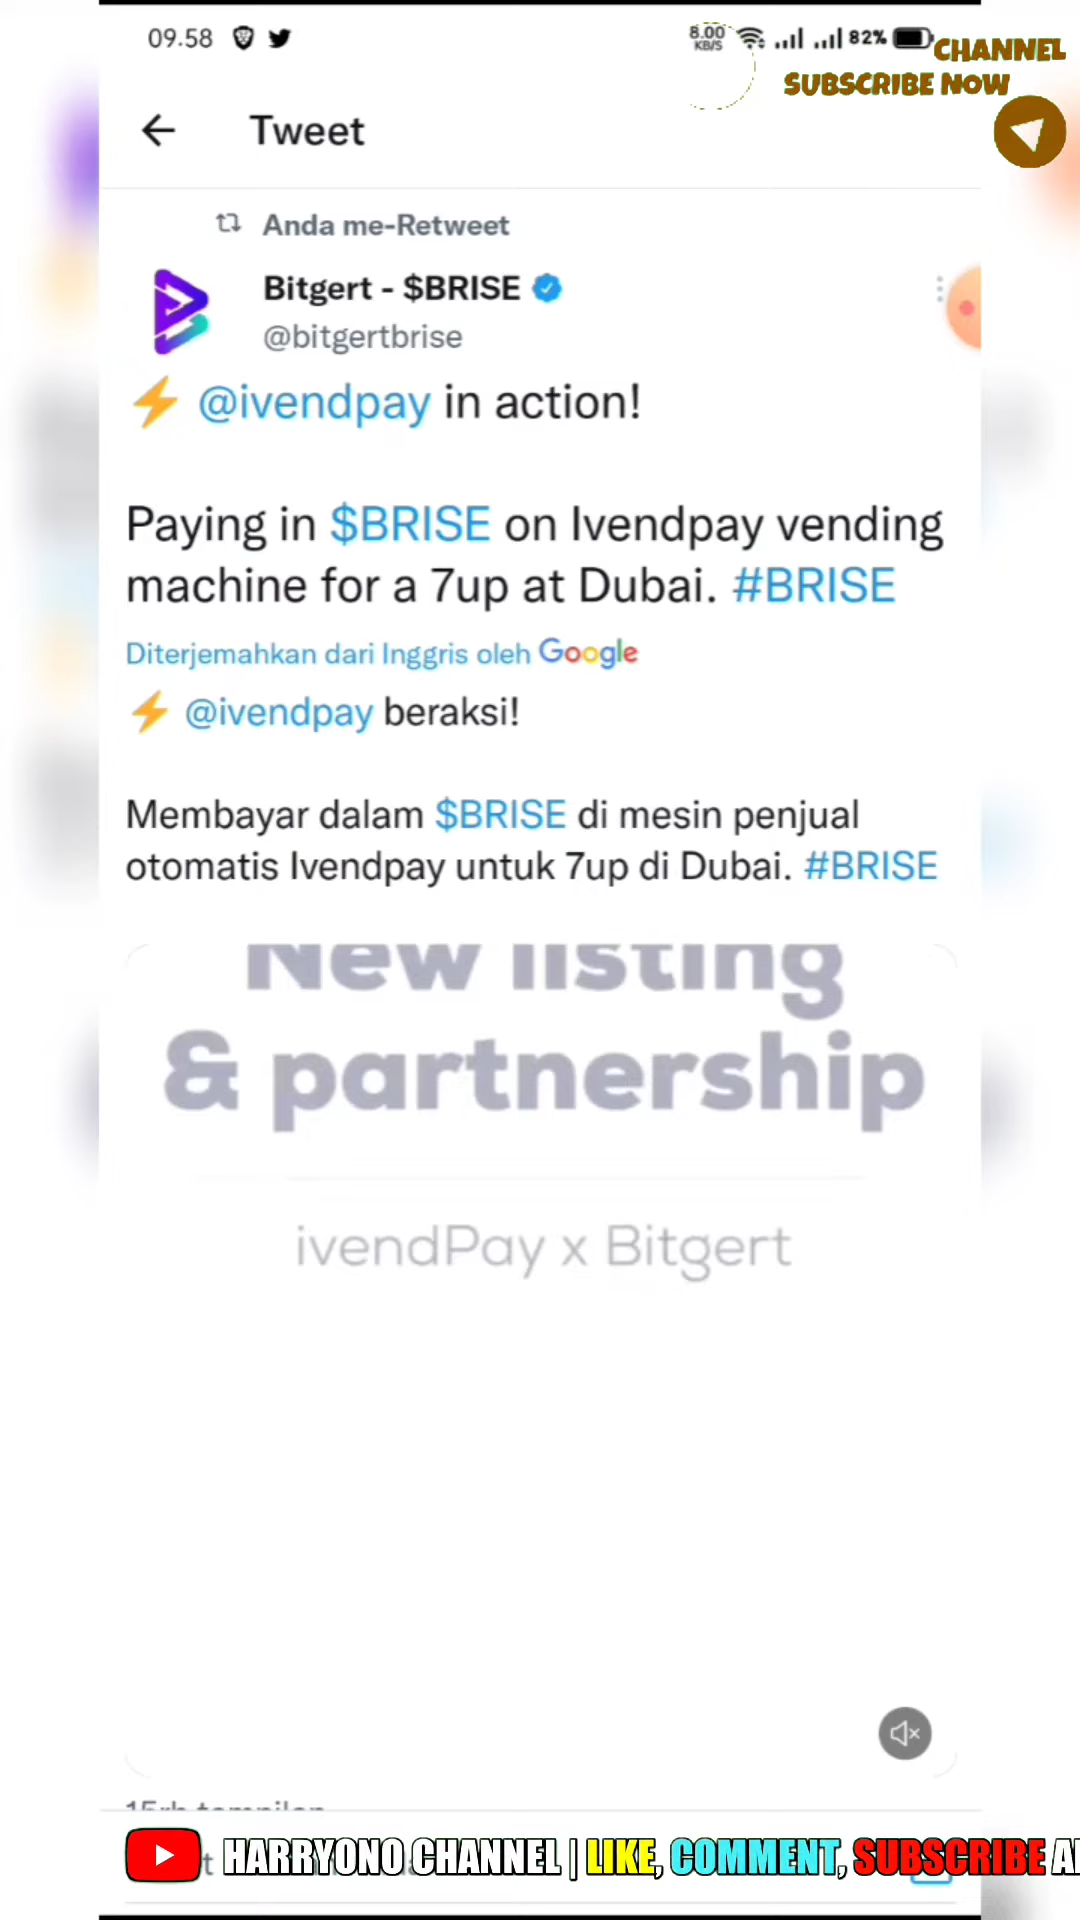 09.58
8.00
KB/S
82%
CHANNEL
SUBSCRIBE NOW
Tweet
Anda me-Retweet
Bitgert - $BRISE
@bitgertbrise
⚡ @ivendpay in action!
Paying in $BRISE on Ivendpay vending
machine for a 7up at Dubai. #BRISE
Diterjemahkan dari Inggris oleh Google
⚡ @ivendpay beraksi!
Membayar dalam $BRISE di mesin penjual
otomatis Ivendpay untuk 7up di Dubai. #BRISE
New listing
& partnership
ivendPay x Bitgert
15rb tampilan
HARRYONO CHANNEL | LIKE, COMMENT, SUBSCRIBE